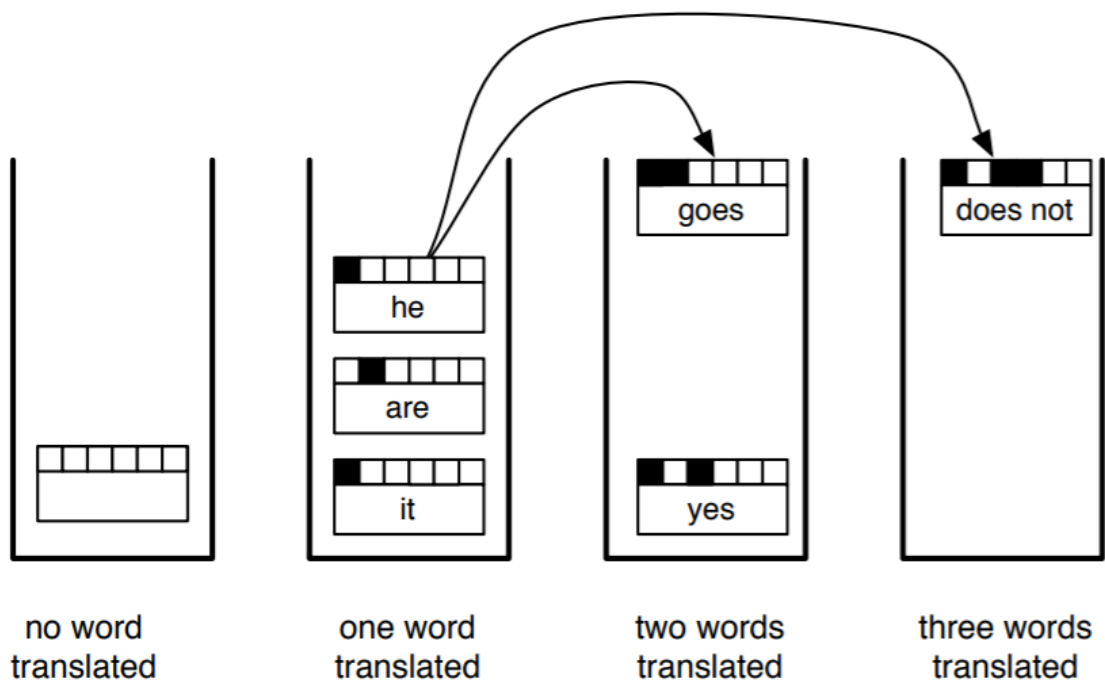 goes
does not
he
are
it
yes
no word
translated
one word
translated
two words
translated
three words
translated